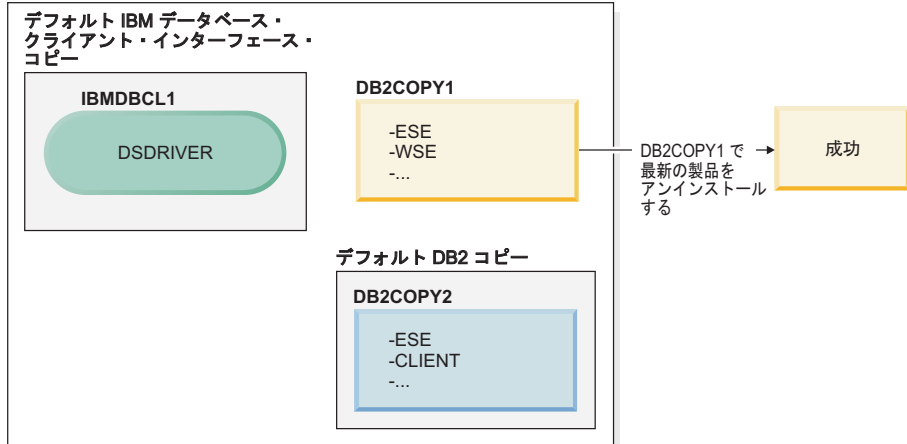 デフォルト IBM データベース・
クライアント・インターフェース・
コピー
IBMDBCL1
DSDRIVER
DB2COPY1
-ESE
-WSE
-...
DB2COPY1 で
最新の製品を
アンインストール
する
成功
デフォルト DB2 コピー
DB2COPY2
-ESE
-CLIENT
-...